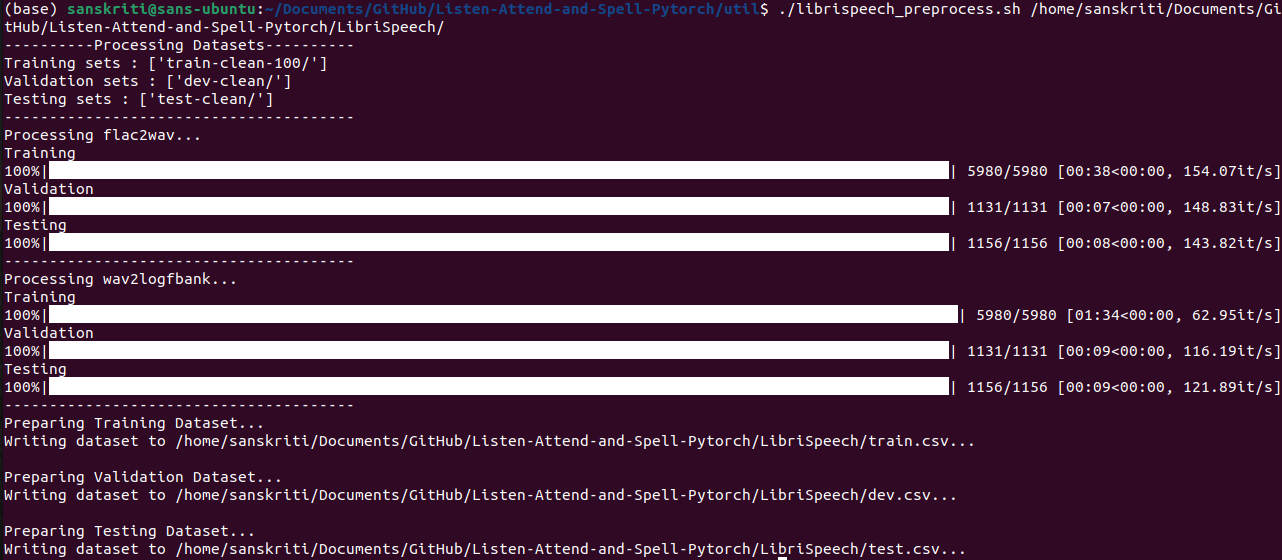 (base) sanskriti@sans-ubuntu:~/Documents/GitHub/Listen-Attend-and-Spell-Pytorch/util$ ./librispeech_preprocess.sh /home/sanskriti/Documents/Gi
tHub/Listen-Attend-and-Spell-Pytorch/LibriSpeech/
----------Processing Datasets----------
Training sets : ['train-clean-100/']
Validation sets : ['dev-clean/']
Testing sets : ['test-clean/']
---------------------------------------
Processing flac2wav...
Training
100%|| 5980/5980 [00:38<00:00, 154.07it/s]
Validation
100%|| 1131/1131 [00:07<00:00, 148.83it/s]
Testing
100%|| 1156/1156 [00:08<00:00, 143.82it/s]
---------------------------------------
Processing wav2logfbank...
Training
100%|| 5980/5980 [01:34<00:00, 62.95it/s]
Validation
100%|| 1131/1131 [00:09<00:00, 116.19it/s]
Testing
100%|| 1156/1156 [00:09<00:00, 121.89it/s]
---------------------------------------
Preparing Training Dataset...
Writing dataset to /home/sanskriti/Documents/GitHub/Listen-Attend-and-Spell-Pytorch/LibriSpeech/train.csv...
Preparing Validation Dataset...
Writing dataset to /home/sanskriti/Documents/GitHub/Listen-Attend-and-Spell-Pytorch/LibriSpeech/dev.csv...
Preparing Testing Dataset...
Writing dataset to /home/sanskriti/Documents/GitHub/Listen-Attend-and-Spell-Pytorch/LibriSpeech/test.csv...